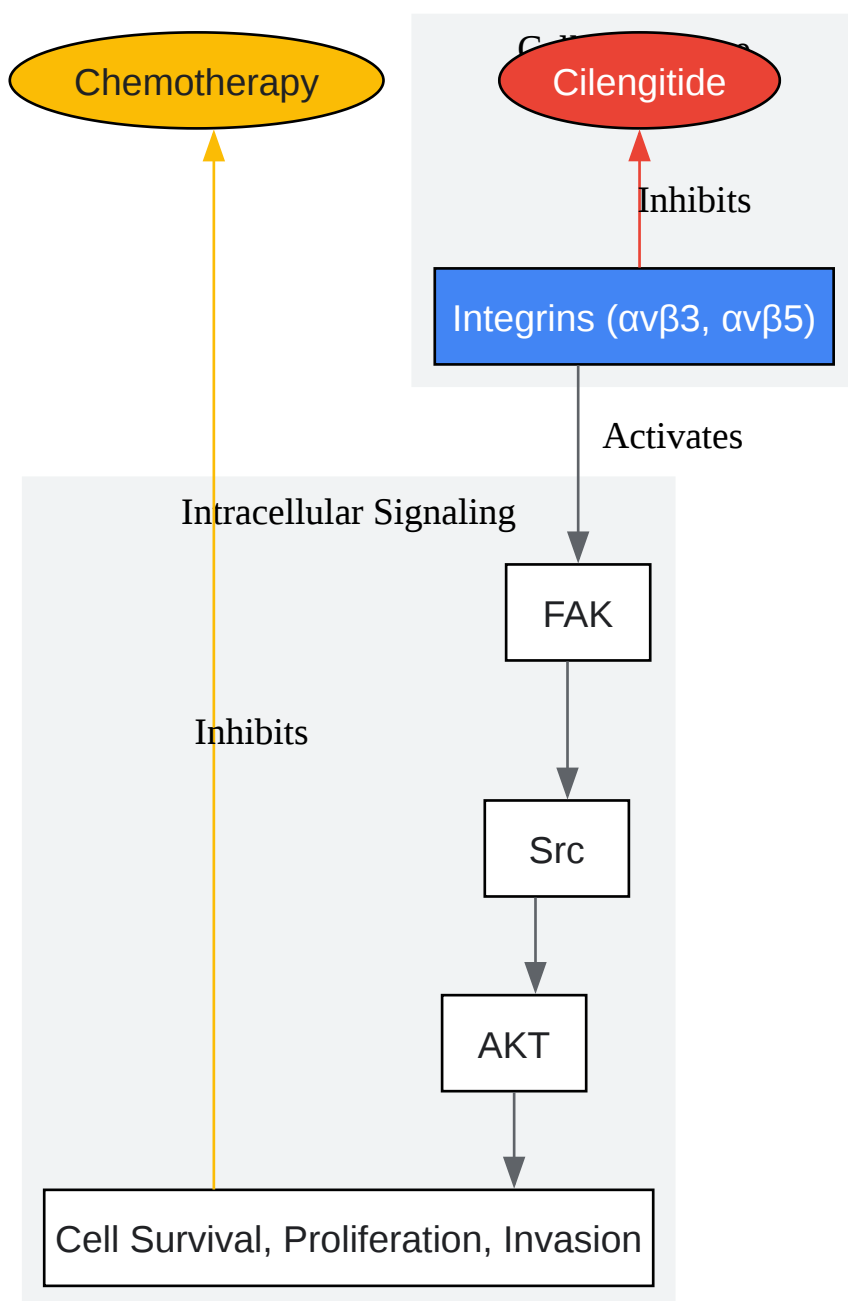 Chemotherapy
Cilengitide
Inhibits
Integrins (αvβ3, αvβ5)
Activates
Intracellular Signaling
FAK
Inhibits
Src
AKT
Cell Survival, Proliferation, Invasion